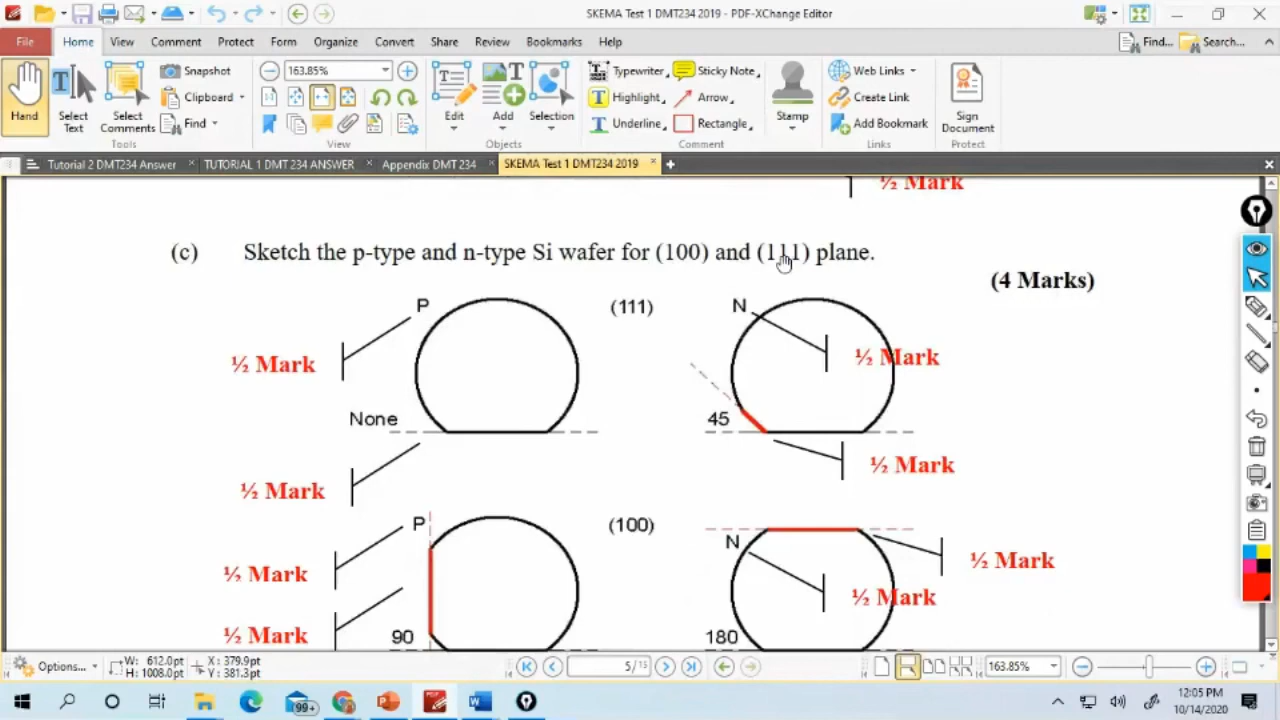 SKEMA Test 1 DMT234 2019 - PDF-XChange Editor
File Home View Comment Protect Form Organize Convert Share Review Bookmarks Help Find... Search...
Hand
Select Text
Select Comments
Snapshot
Clipboard
Find
Tools
163.85%
View
Edit
Add
Selection
Objects
Typewriter
Highlight
Underline
Sticky Note
Arrow
Rectangle
Stamp
Comment
Web Links
Create Link
Add Bookmark
Links
Sign Document
Protect
Tutorial 2 DMT234 Answer TUTORIAL 1 DMT 234 ANSWER Appendix DMT 234 SKEMA Test 1 DMT234 2019
½ Mark
(c) Sketch the p-type and n-type Si wafer for (100) and (111) plane.
(4 Marks)
P (111) N
½ Mark ½ Mark
None 45
½ Mark ½ Mark
P (100) N
½ Mark ½ Mark
½ Mark ½ Mark
90 180
Options... W: 612.0pt H: 1008.0pt X: 379.9pt Y: 381.3pt 5/15 163.85%
99+ 12:05 PM
10/14/2020